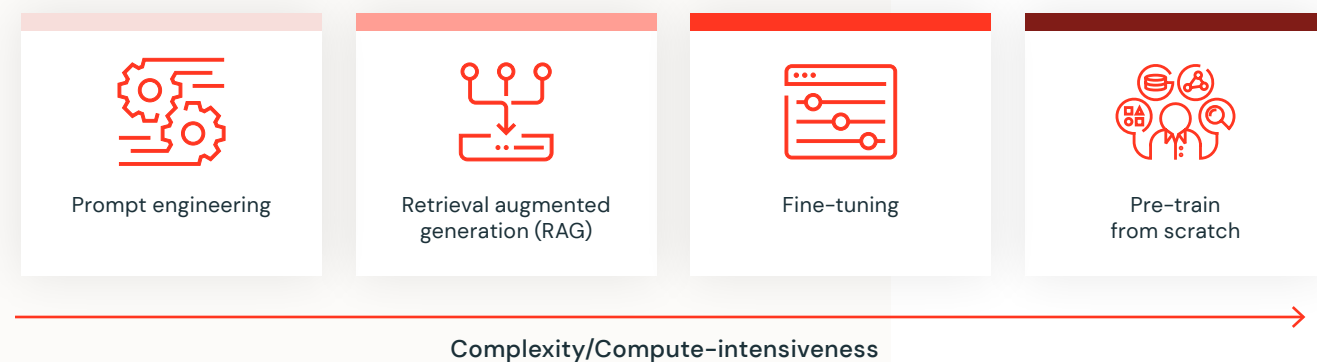 Prompt engineering
Retrieval augmented
generation (RAG)
Fine-tuning
Pre-train
from scratch
Complexity/Compute-intensiveness